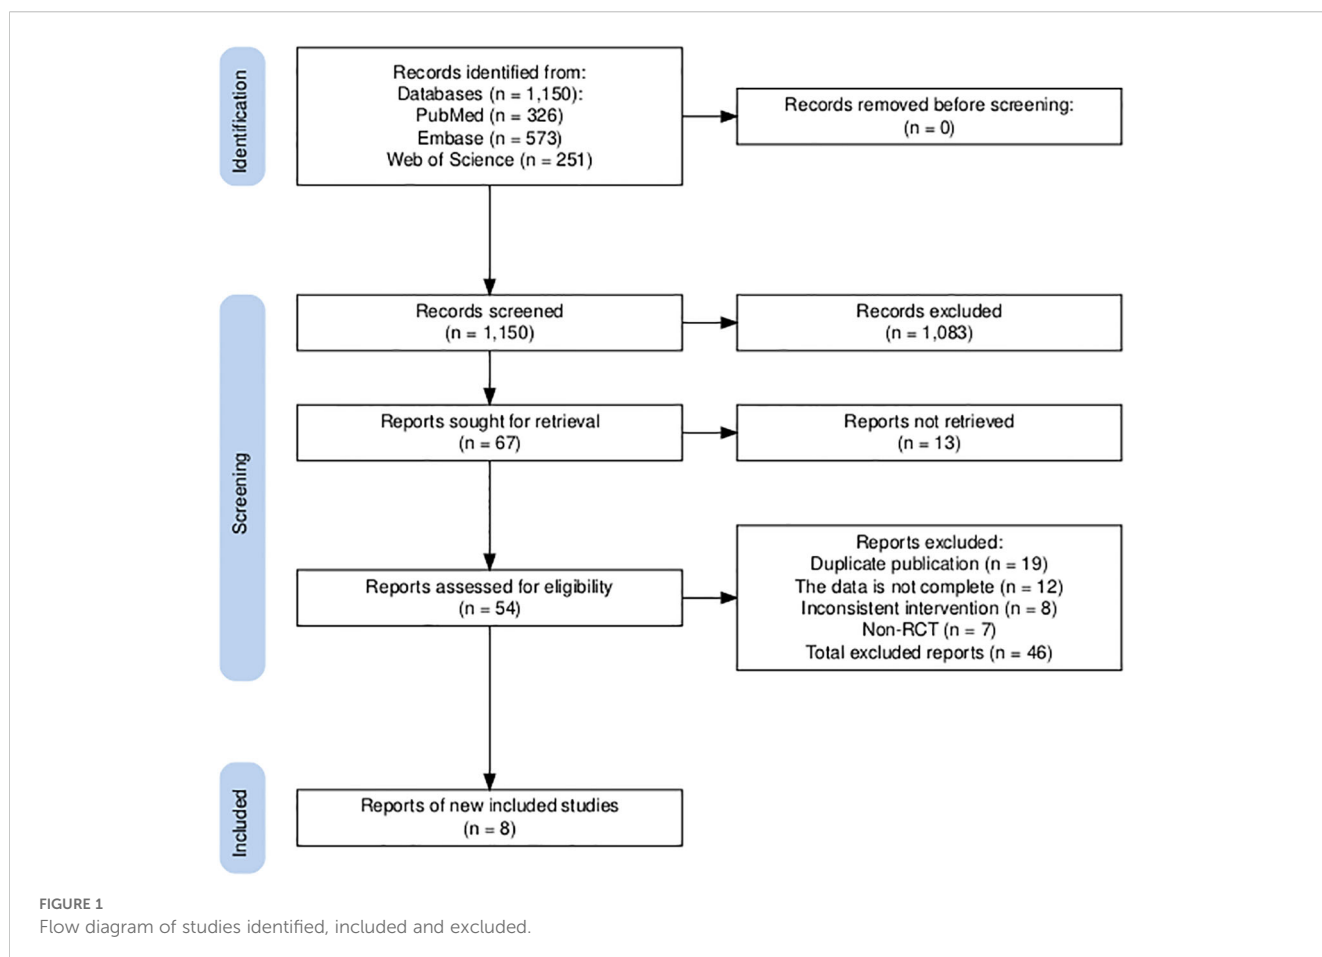 Identification
Records identified from:
Databases (n = 1,150):
PubMed (n = 326)
Embase (n = 573)
Web of Science (n = 251)
Records removed before screening:
(n = 0)
Screening
Records screened
(n = 1,150)
Records excluded
(n = 1,083)
Reports sought for retrieval
(n = 67)
Reports not retrieved
(n = 13)
Reports assessed for eligibility
(n = 54)
Reports excluded:
Duplicate publication (n = 19)
The data is not complete (n = 12)
Inconsistent intervention (n = 8)
Non-RCT (n = 7)
Total excluded reports (n = 46)
Included
Reports of new included studies
(n = 8)
FIGURE 1
Flow diagram of studies identified, included and excluded.